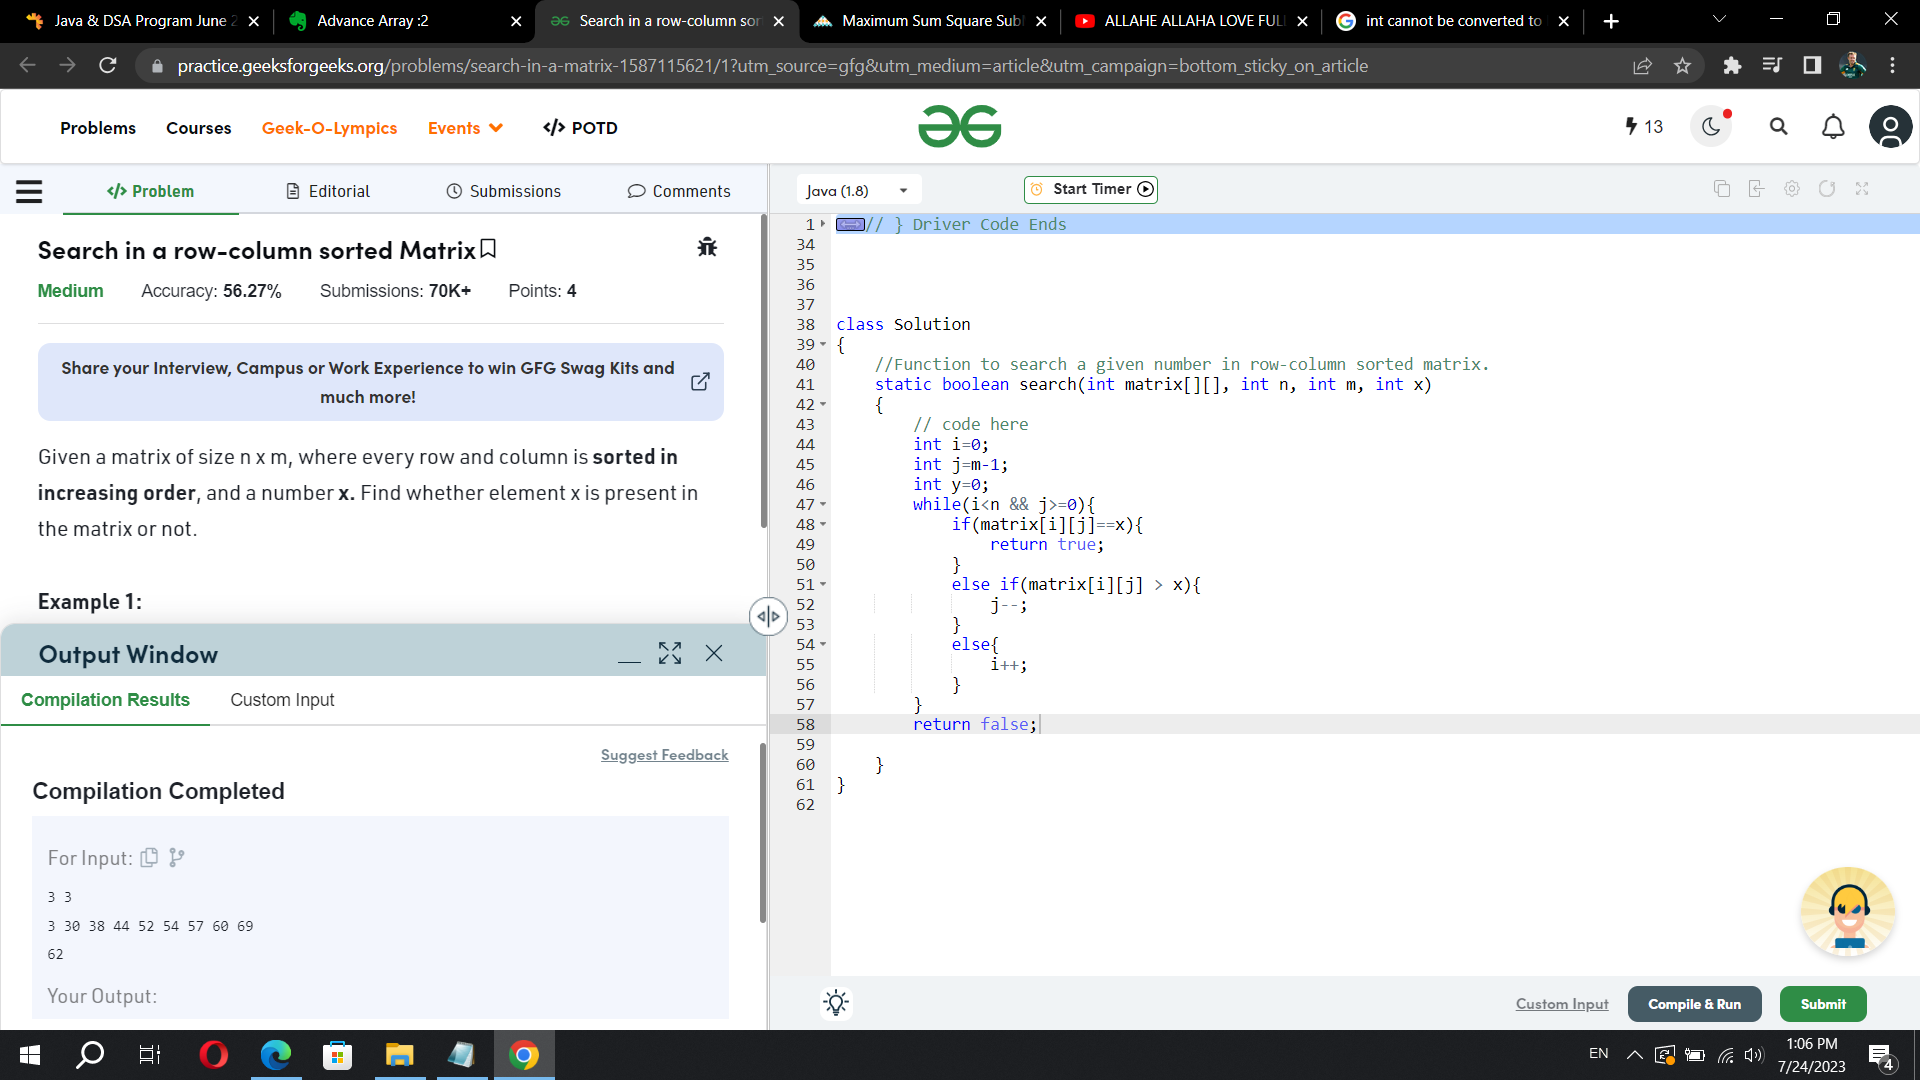 Java & DSA Program June 2
Advance Array :2
Search in a row-column sor
Maximum Sum Square Sub
ALLAHE ALLAHA LOVE FUL
int cannot be converted to
practice.geeksforgeeks.org/problems/search-in-a-matrix-1587115621/1?utm_source=gfg&utm_medium=article&utm_campaign=bottom_sticky_on_article
Problems
Courses
Geek-O-Lympics
Events
</> POTD
13
</> Problem
Editorial
Submissions
Comments
Java (1.8)
Start Timer
Search in a row-column sorted Matrix
Medium
Accuracy: 56.27%
Submissions: 70K+
Points: 4
Share your Interview, Campus or Work Experience to win GFG Swag Kits and
much more!
Given a matrix of size n x m, where every row and column is sorted in
increasing order, and a number x. Find whether element x is present in
the matrix or not.
Example 1:
Output Window
Compilation Results
Custom Input
Suggest Feedback
Compilation Completed
For Input:
3 3
3 30 38 44 52 54 57 60 69
62
Your Output:
1 // } Driver Code Ends
34
35
36
37
38 class Solution
39 {
40 //Function to search a given number in row-column sorted matrix.
41 static boolean search(int matrix[][], int n, int m, int x)
42 {
43 // code here
44 int i=0;
45 int j=m-1;
46 int y=0;
47 while(i<n && j>=0){
48 if(matrix[i][j]==x){
49 return true;
50 }
51 else if(matrix[i][j] > x){
52 j--;
53 }
54 else{
55 i++;
56 }
57 }
58 return false;
59
60 }
61 }
62
Custom Input
Compile & Run
Submit
EN
1:06 PM
7/24/2023
4